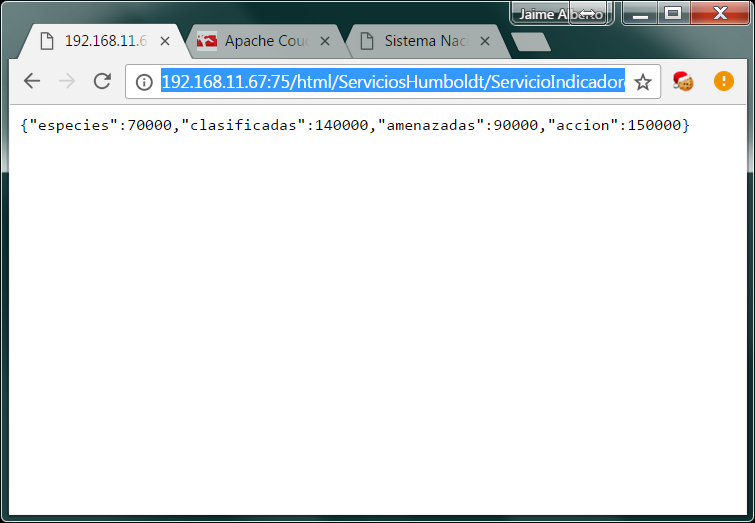 Jaime Alberto
192.168.11.6
Apache Couc
Sistema Nac
192.168.11.67:75/html/ServiciosHumboldt/ServicioIndicador
{"especies":70000,"clasificadas":140000,"amenazadas":90000,"accion":150000}